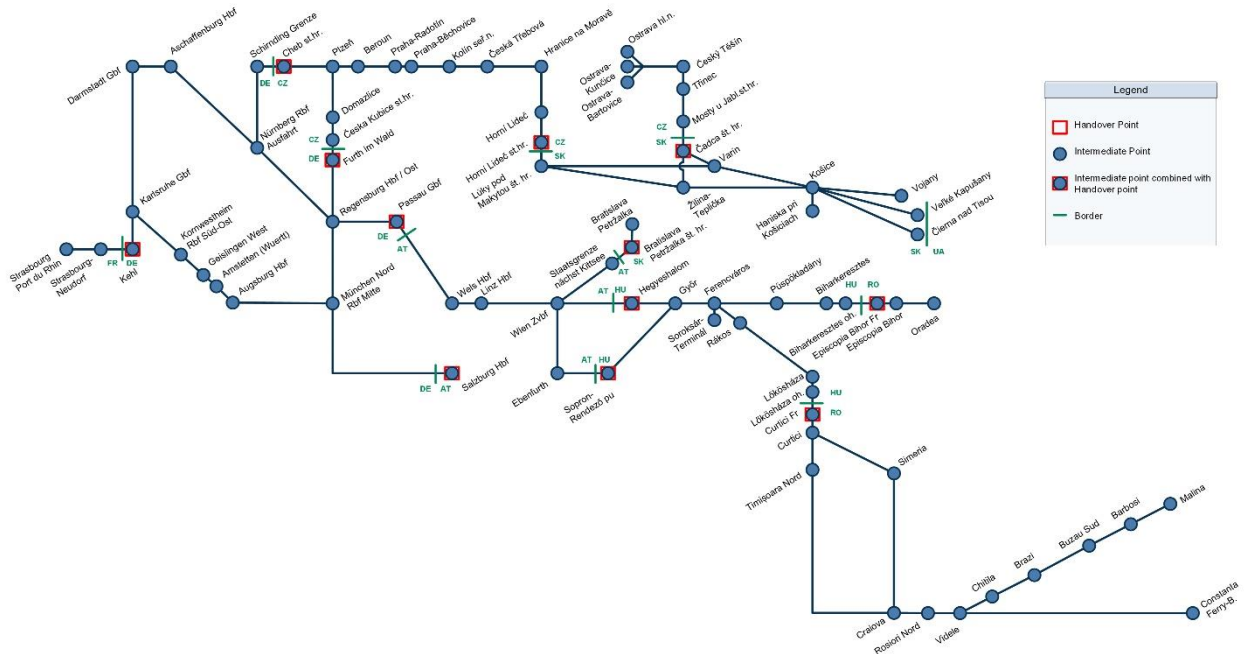 Aschaffenburg Hbf
Darmstadt Gbf
Schirnding Grenze
Cheb st.hr.
DE
CZ
Plzeň
Beroun
Praha-Radotín
Praha-Běchovice
Kolín seř.n.
Česká Třebová
Hranice na Moravě
Ostrava hl.n.
Ostrava-
Kunčice
Ostrava-
Bartovice
Český Těšín
Třinec
Mosty u Jabl.st.hr.
CZ
SK
Čadca št. hr.
Nürnberg Rbf
Ausfahrt
Domazlice
Česka Kubice st.hr.
CZ
DE
Furth im Wald
Horní Lideč
Horní Lideč st.hr.
CZ
SK
Lúky pod
Makytou št. hr.
Varín
Žilina-
Teplička
Košice
Haniska pri
Košiciach
Vojany
Veľké Kapušany
Čierna nad Tisou
SK
UA
Legend
Handover Point
Intermediate Point
Intermediate point combined with
Handover point
Border
Karlsruhe Gbf
Kornwestheim
Rbf Süd-Ost
Geislingen West
Amstetten (Wuertt)
Augsburg Hbf
Strasbourg
Port du Rhin
Strasbourg-
Neudorf
FR
DE
Kehl
Regensburg Hbf / Ost
Passau Gbf
DE
AT
München Nord
Rbf Mitte
Wels Hbf
Linz Hbf
Wien Zvbf
Staatsgrenze
nächst Kittsee
Bratislava
Petržalka
Bratislava
Petržalka št. hr.
AT
SK
AT
HU
Hegyeshalom
Győr
Ferencváros
Soroksár-
Terminál
Rákos
Püspökladány
Biharkeresztes
Biharkeresztes oh.
HU
RO
Episcopia Bihor Fr
Episcopia Bihor
Oradea
DE
AT
Salzburg Hbf
Ebenfurth
AT
HU
Sopron-
Rendező pu
Lőkösháza
Lőkösháza oh.
HU
RO
Curtici Fr
Curtici
Timișoara Nord
Simeria
Craiova
Rosiori Nord
Videle
Chitila
Brazi
Buzau Sud
Barbosi
Malina
Constanta
Ferry-B.